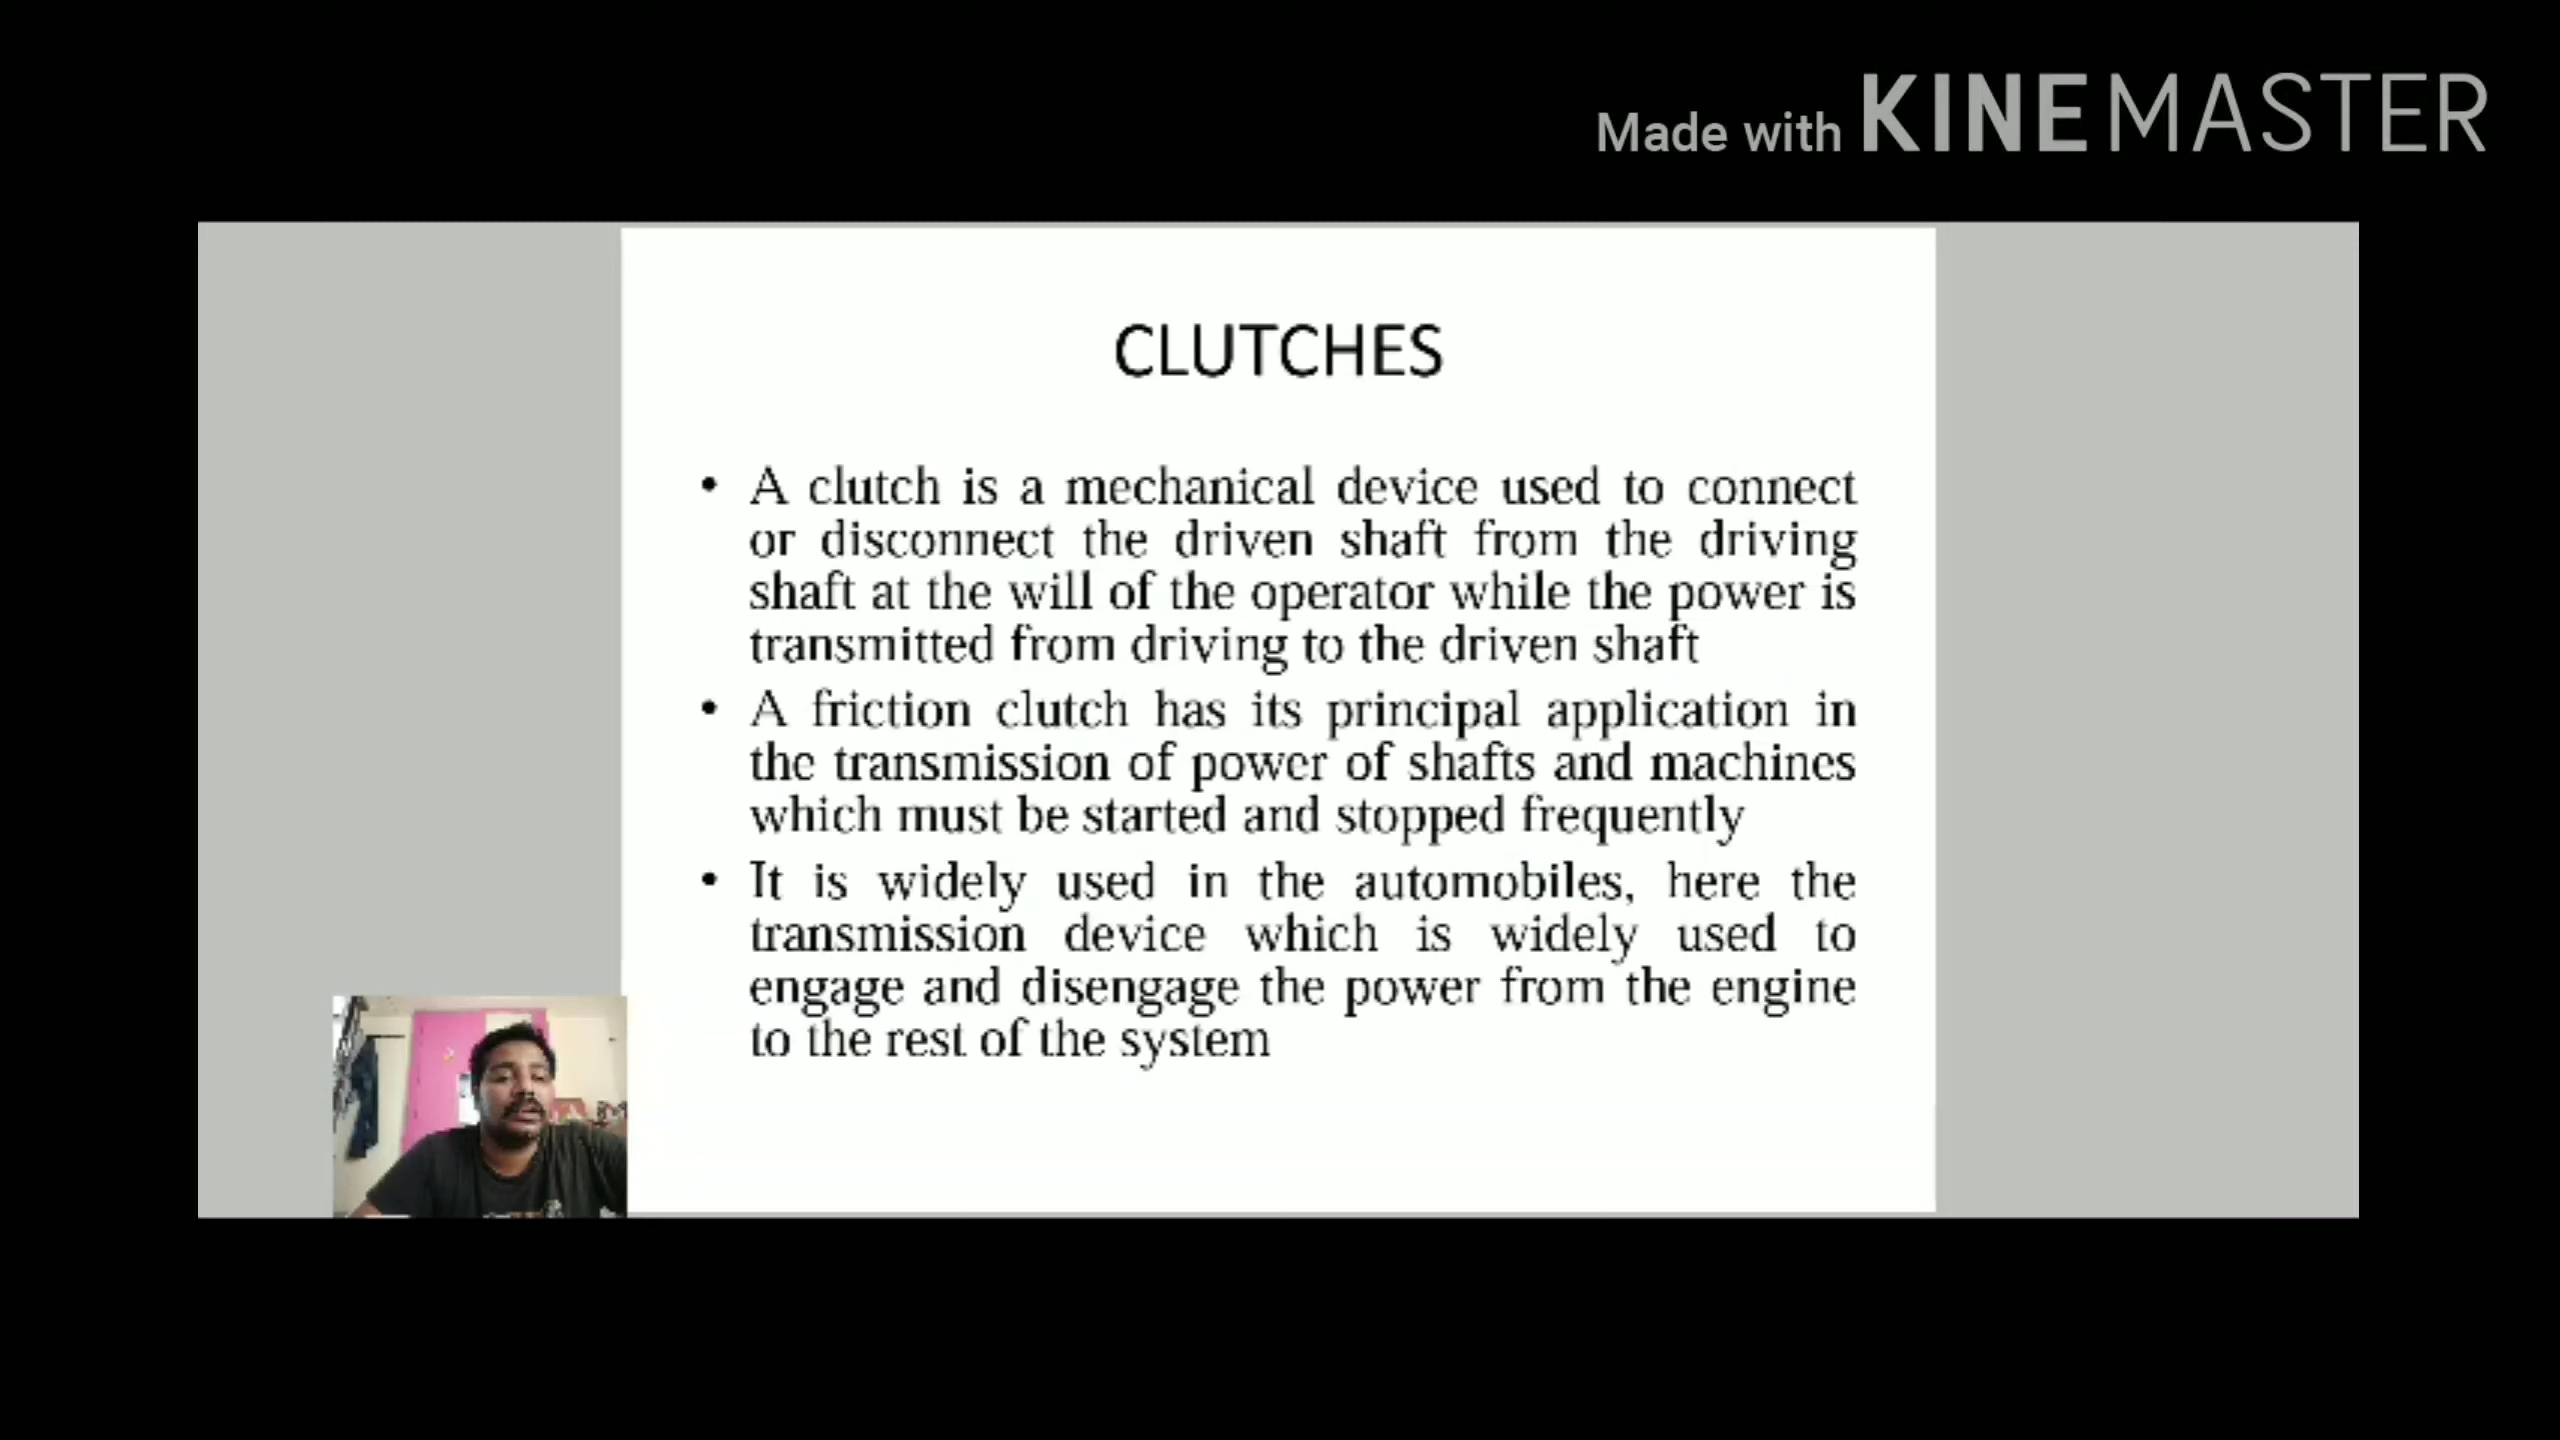 Made with KINEMASTER
CLUTCHES
• A clutch is a mechanical device used to connect
or disconnect the driven shaft from the driving
shaft at the will of the operator while the power is
transmitted from driving to the driven shaft
• A friction clutch has its principal application in
the transmission of power of shafts and machines
which must be started and stopped frequently
• It is widely used in the automobiles, here the
transmission device which is widely used to
engage and disengage the power from the engine
to the rest of the system